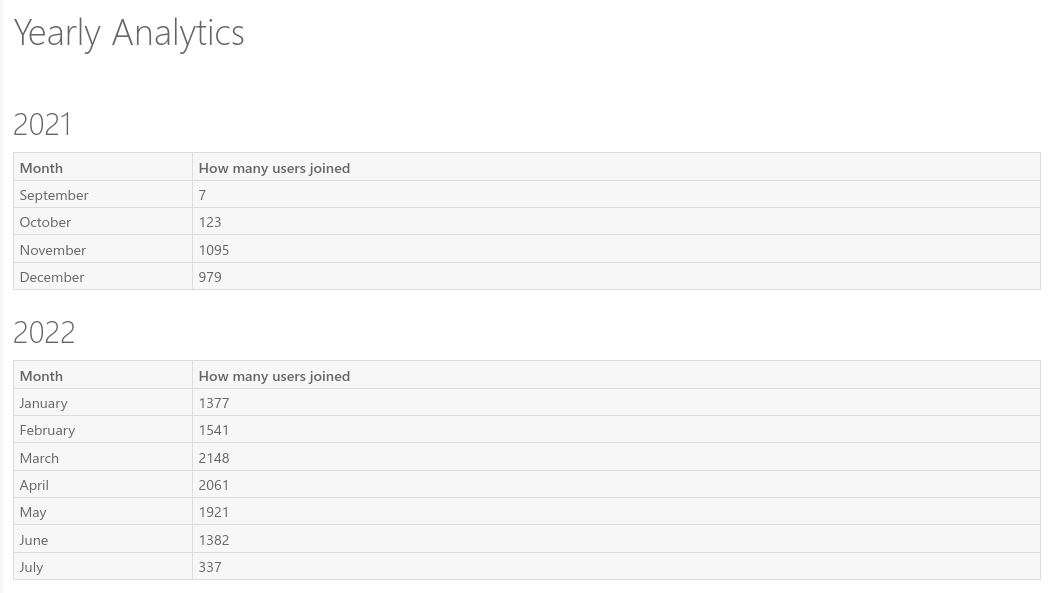 Yearly Analytics
2021
Month How many users joined
September 7
October 123
November 1095
December 979
2022
Month How many users joined
January 1377
February 1541
March 2148
April 2061
May 1921
June 1382
July 337